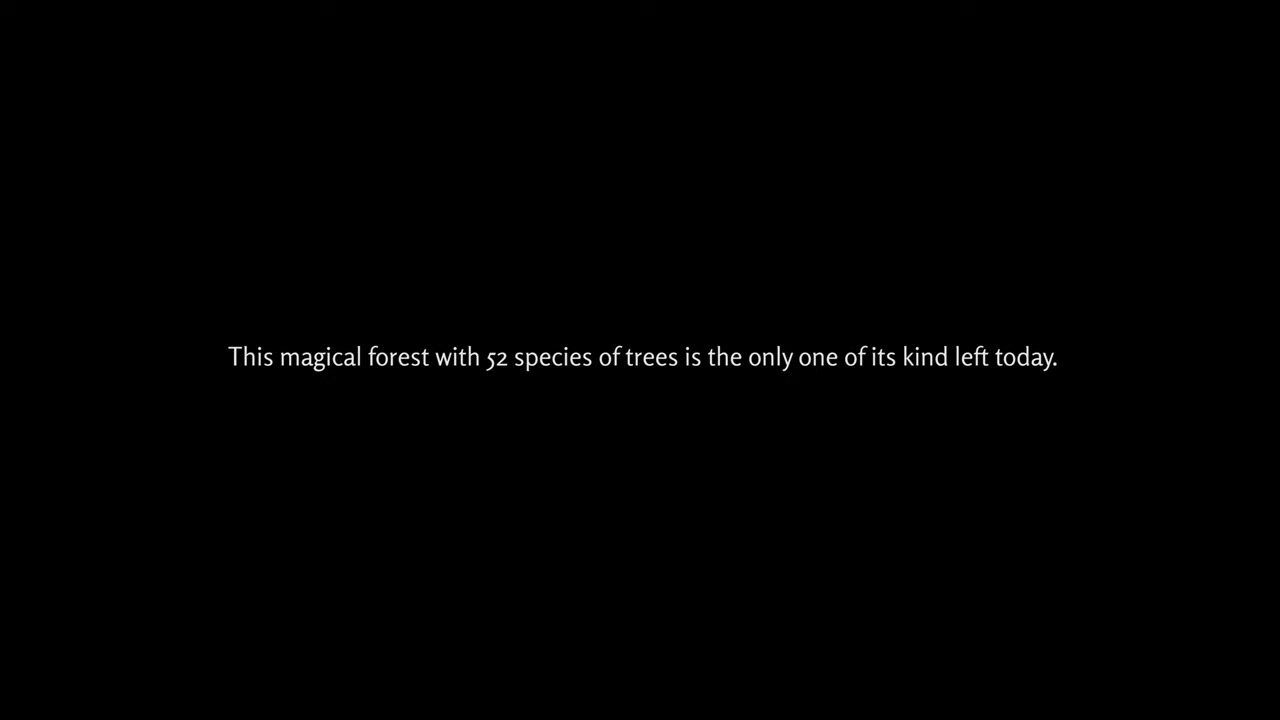 This magical forest with 52 species of trees is the only one of its kind left today.